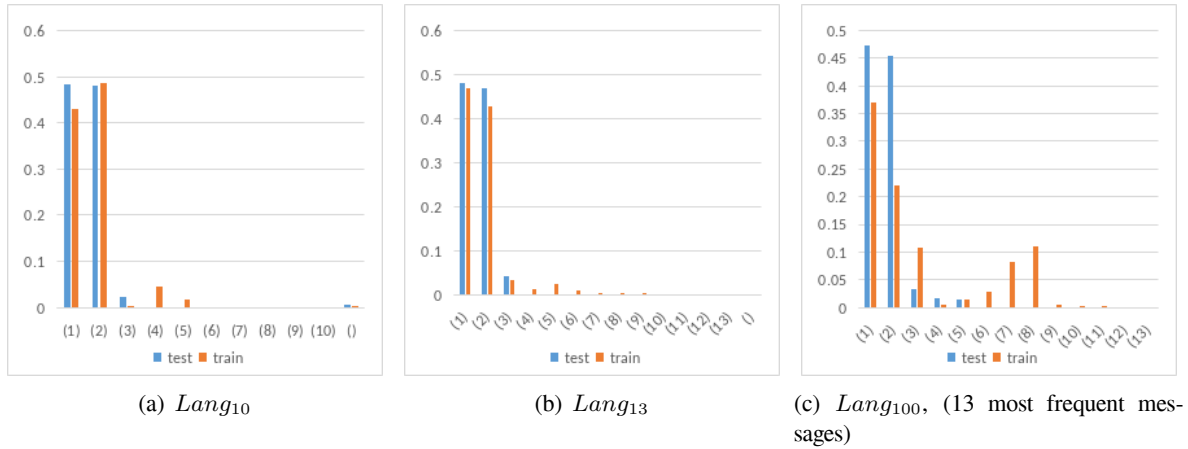 0.6
0.5
0.4
0.3
0.2
0.1
0
(1) (2) (3) (4) (5) (6) (7) (8) (9) (10) ()
test train
(a) Lang10
0.6
0.5
0.4
0.3
0.2
0.1
0
(1) (2) (3) (4) (5) (6) (7) (8) (9) (10) (11) (12) (13) ()
test train
(b) Lang13
0.5
0.45
0.4
0.35
0.3
0.25
0.2
0.15
0.1
0.05
0
(1) (2) (3) (4) (5) (6) (7) (8) (9) (10) (11) (12) (13)
test train
(c) Lang100, (13 most frequent mes-
sages)